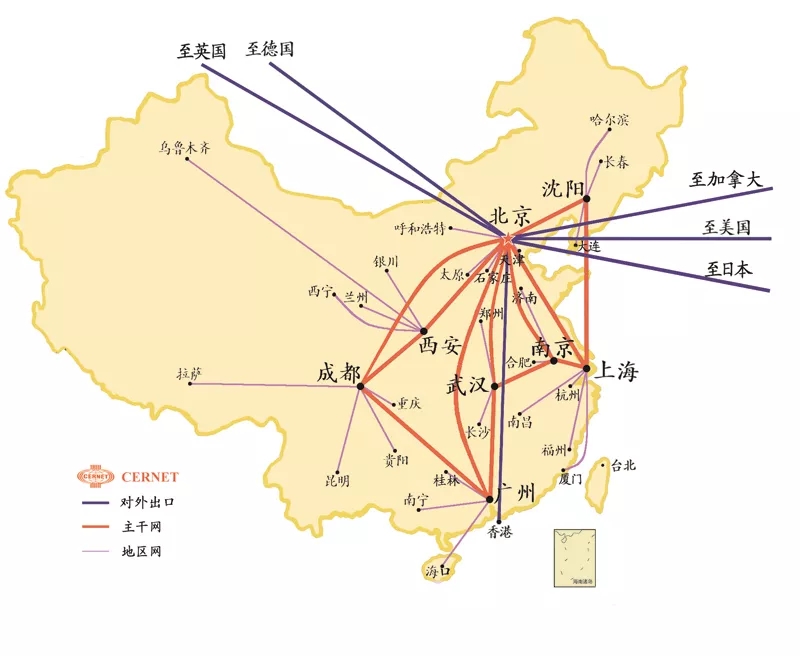 至英国
至德国
哈尔滨
乌鲁木齐
长春
沈阳
至加拿大
北京
呼和浩特
至美国
大连
天津
银川
太原
石家庄
至日本
西宁
兰州
济南
郑州
西安
南京
合肥
成都
上海
拉萨
武汉
杭州
重庆
南昌
长沙
福州
贵阳
台北
CERNET
CERNET
昆明
桂林
厦门
广州
对外出口
南宁
主干网
香港
地区网
海口
南海诸岛